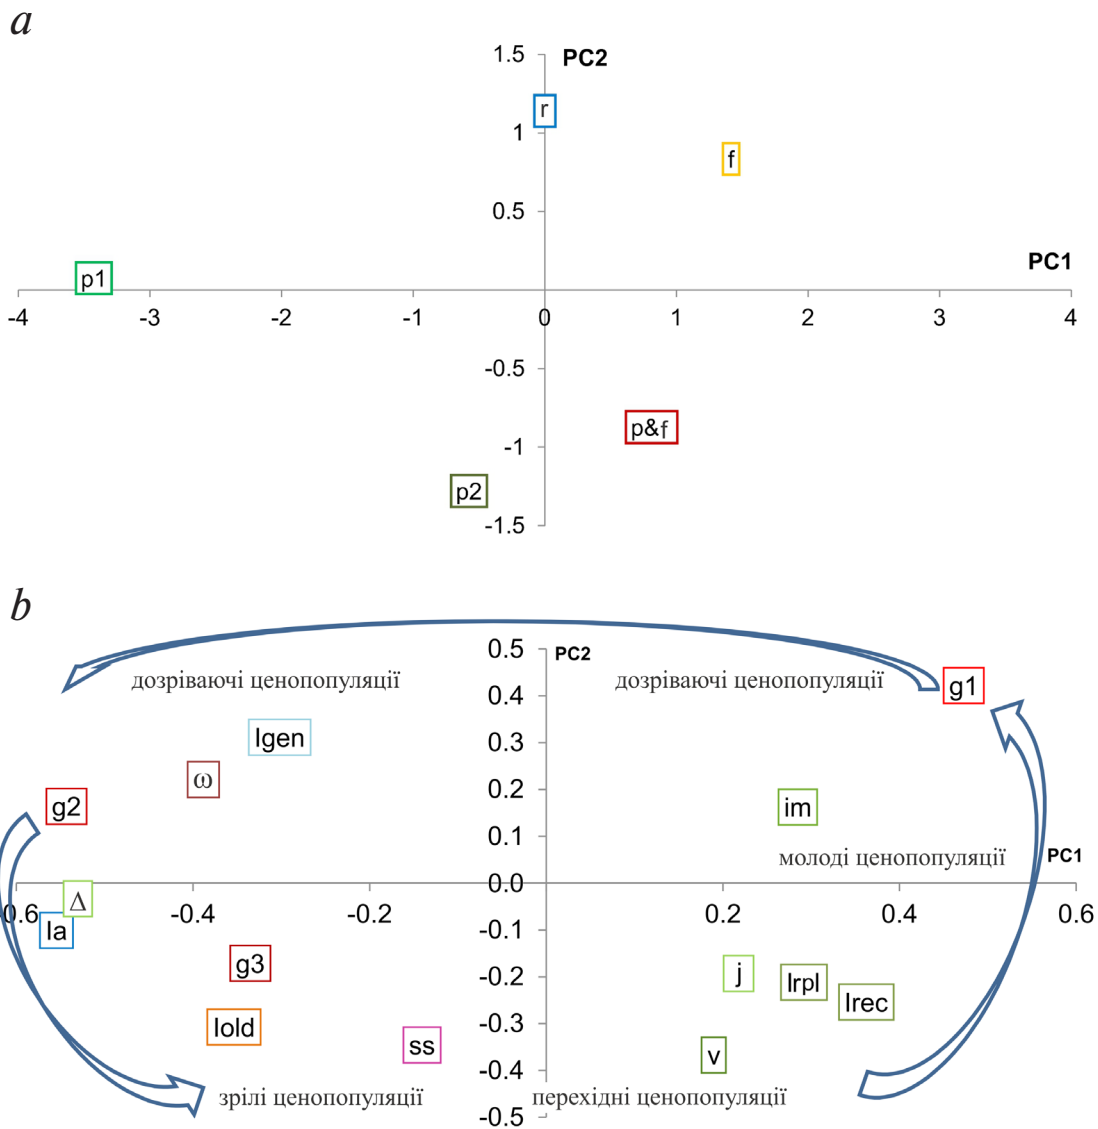 a
1.5 PC2
r
1
f
0.5
PC1
p1
-4 -3 -2 -1 0 1 2 3 4
-0.5
p&f
-1
p2
-1.5
b
0.5 PC2
дозріваючі ценопопуляції дозріваючі ценопопуляції
g1
0.4
Igen
0.3
ω
0.2
g2 im
0.1
молоді ценопопуляції PC1
0.0
Δ
0.6 -0.4 -0.2 0.2 0.4 0.6
Ia
-0.1
g3 j
-0.2
Irpl
Irec
Iold
-0.3
ss v
-0.4
зрілі ценопопуляції перехідні ценопопуляції
-0.5